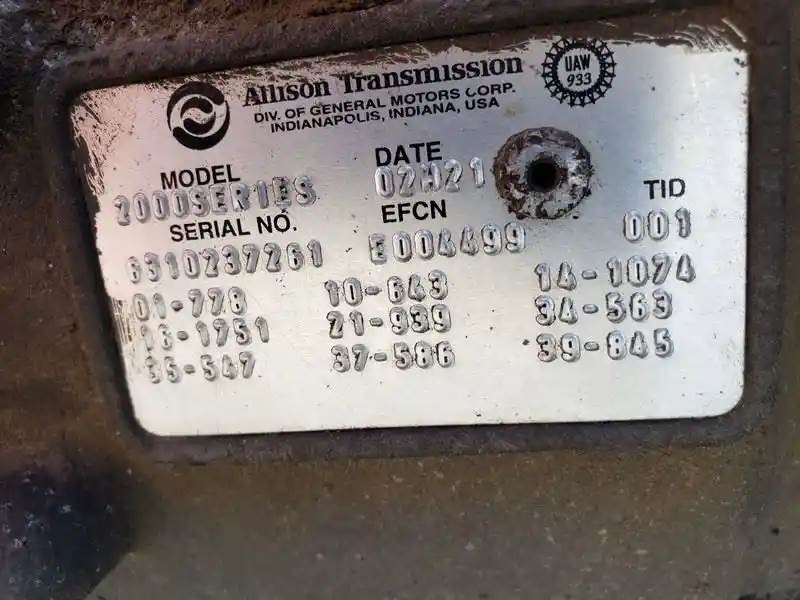 Allison Transmission
DIV. OF GENERAL MOTORS CORP.
INDIANAPOLIS, INDIANA, USA
UAW
933
MODEL DATE
2000SERIES 02H21
SERIAL NO. EFCN TID
6310237261 E004499 001
01-778 10-643 14-1074
16-1751 21-939 34-563
35-547 37-586 39-845